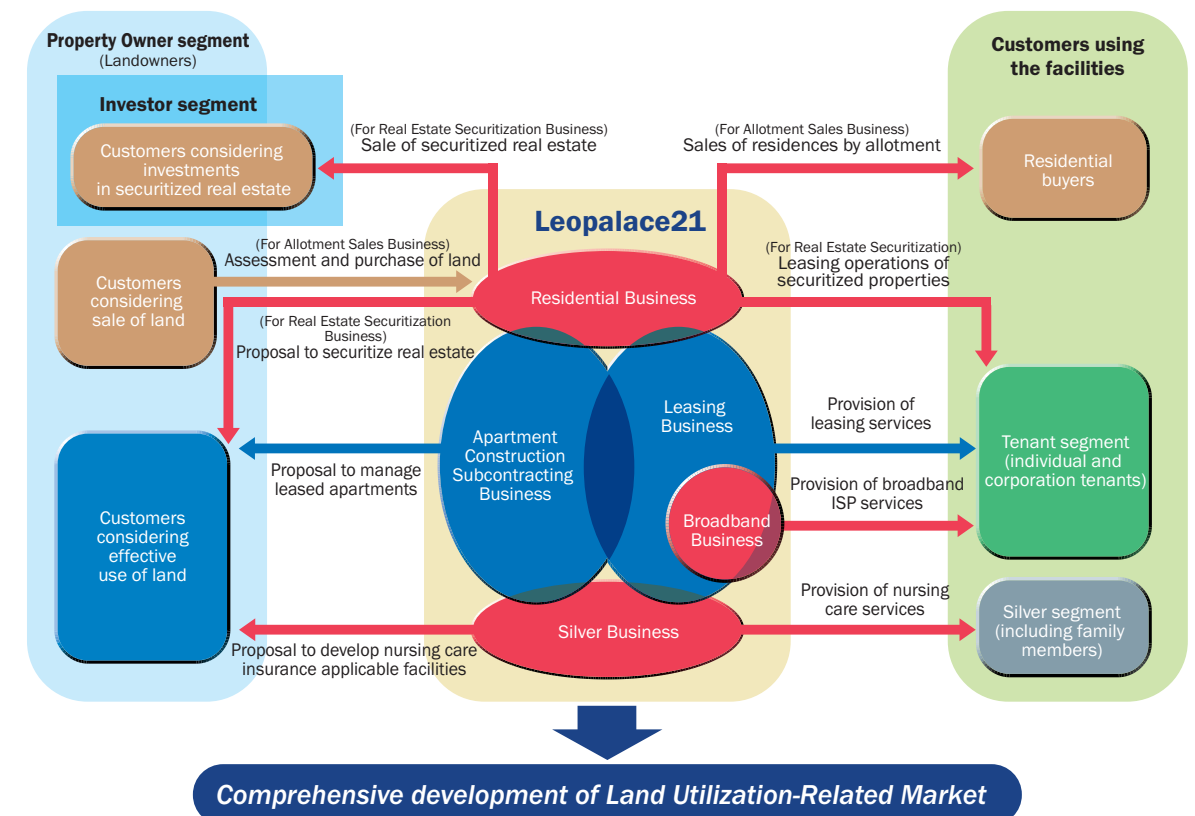 Property Owner segment
(Landowners)
Investor segment
Customers considering
investments
in securitized real estate
Customers
considering
sale of land
Customers
considering
effective
use of land
(For Real Estate Securitization Business)
Sale of securitized real estate
(For Allotment Sales Business)
Assessment and purchase of land
(For Real Estate Securitization
Business)
Proposal to securitize real estate
Proposal to manage
leased apartments
Proposal to develop nursing care
insurance applicable facilities
Leopalace21
Residential Business
Apartment
Construction
Subcontracting
Business
Leasing
Business
Broadband
Business
Silver Business
(For Allotment Sales Business)
Sales of residences by allotment
(For Real Estate Securitization)
Leasing operations of
securitized properties
Provision of
leasing services
Provision of broadband
ISP services
Provision of nursing
care services
Customers using
the facilities
Residential
buyers
Tenant segment
(individual and
corporation tenants)
Silver segment
(including family
members)
Comprehensive development of Land Utilization-Related Market